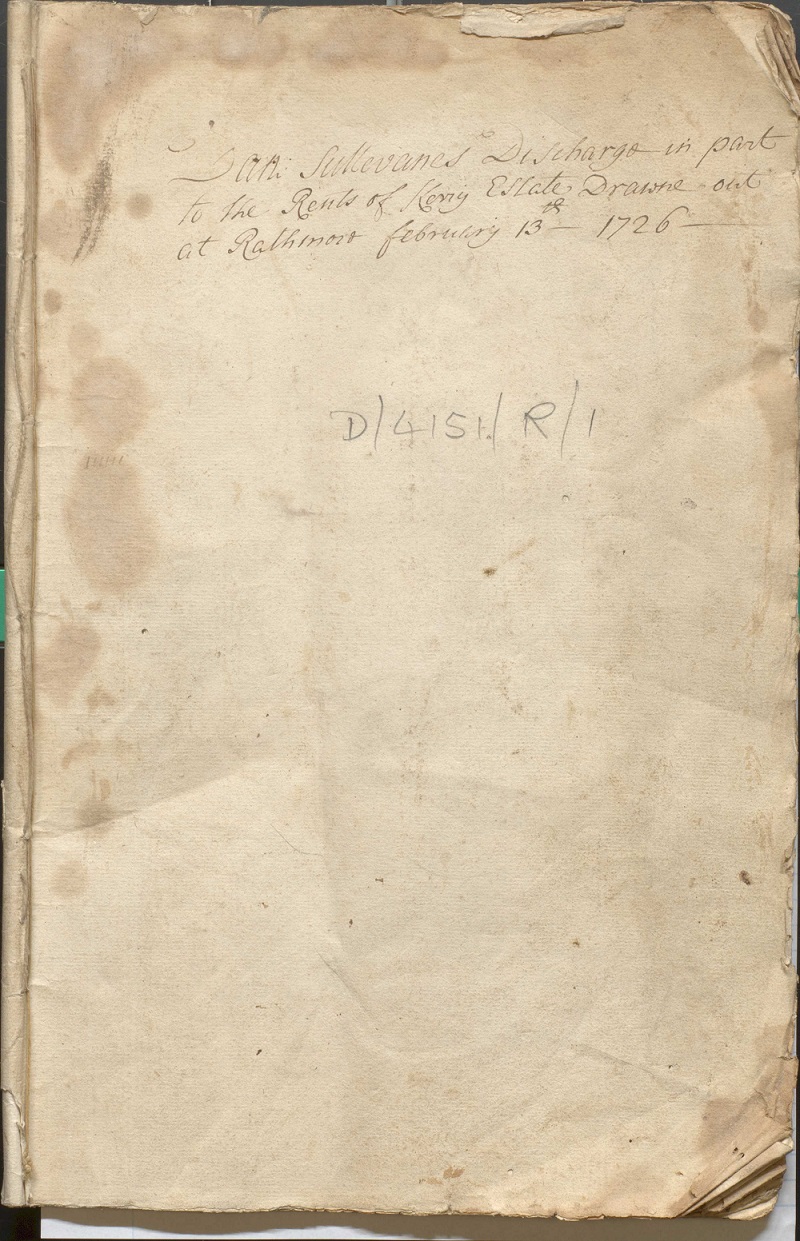 Dan: Sullevanes Discharge in part
to the Rents of Kerry Estate Drawne out
at Rathmore february 13th 1726
D/4151/R/1